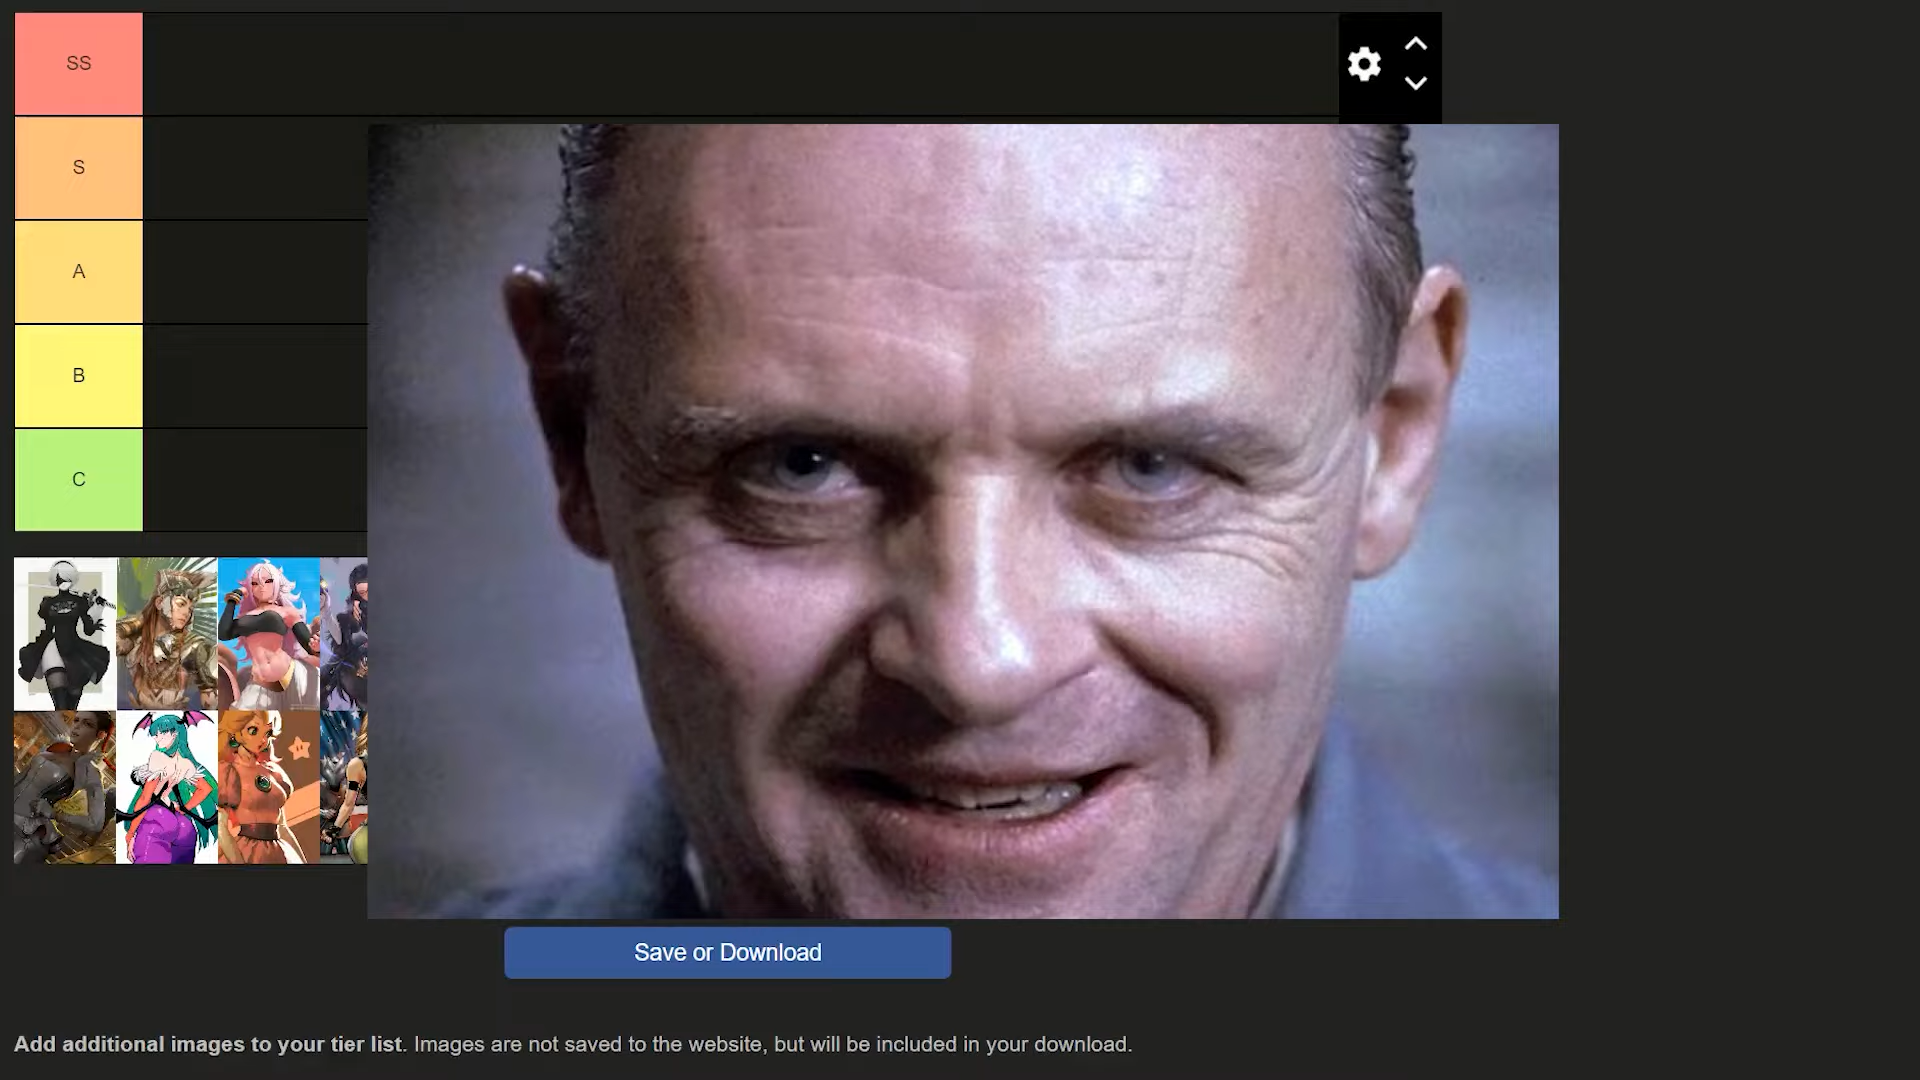 SS
S
A
B
C
Save or Download
Add additional images to your tier list. Images are not saved to the website, but will be included in your download.